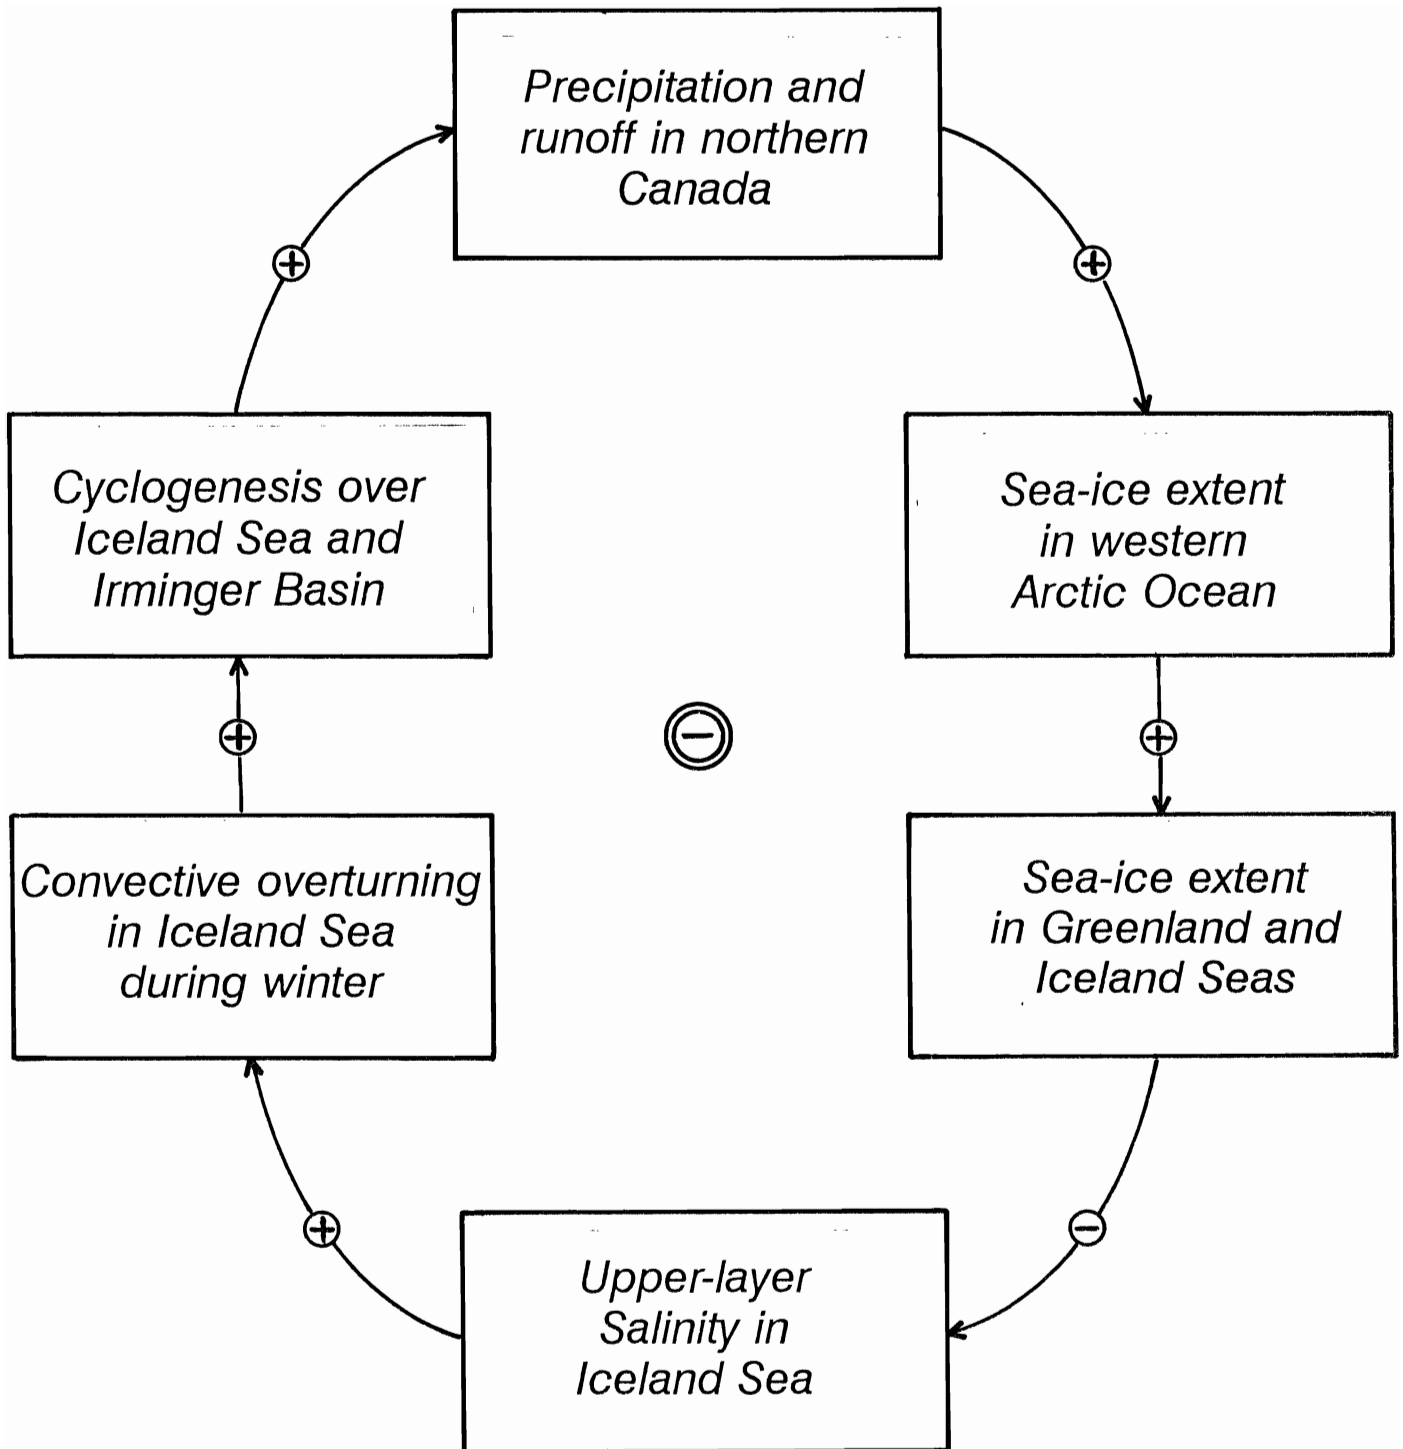 Precipitation and
runoff in northern
Canada
+
+
Cyclogenesis over
Iceland Sea and
Irminger Basin
Sea-ice extent
in western
Arctic Ocean
+
−
+
Convective overturning
in Iceland Sea
during winter
Sea-ice extent
in Greenland and
Iceland Seas
+
−
Upper-layer
Salinity in
Iceland Sea